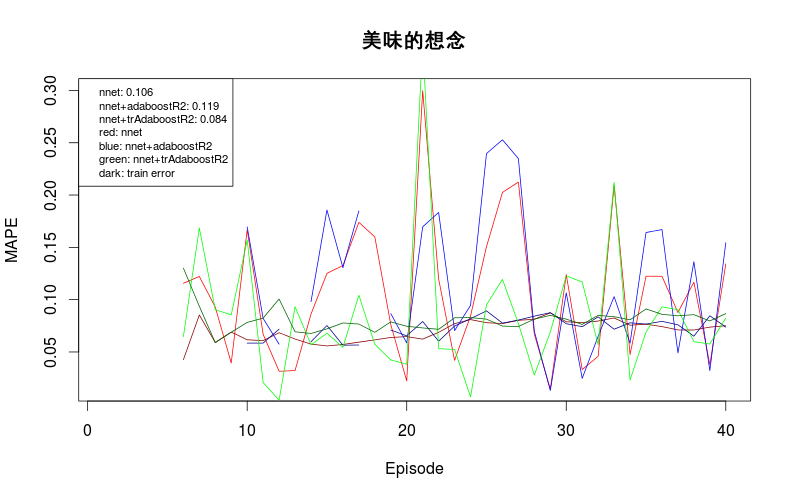 美味的想念
nnet: 0.106
nnet+adaboostR2: 0.119
nnet+trAdaboostR2: 0.084
red: nnet
blue: nnet+adaboostR2
green: nnet+trAdaboostR2
dark: train error
MAPE
0.30
0.25
0.20
0.15
0.10
0.05
0 10 20 30 40
Episode